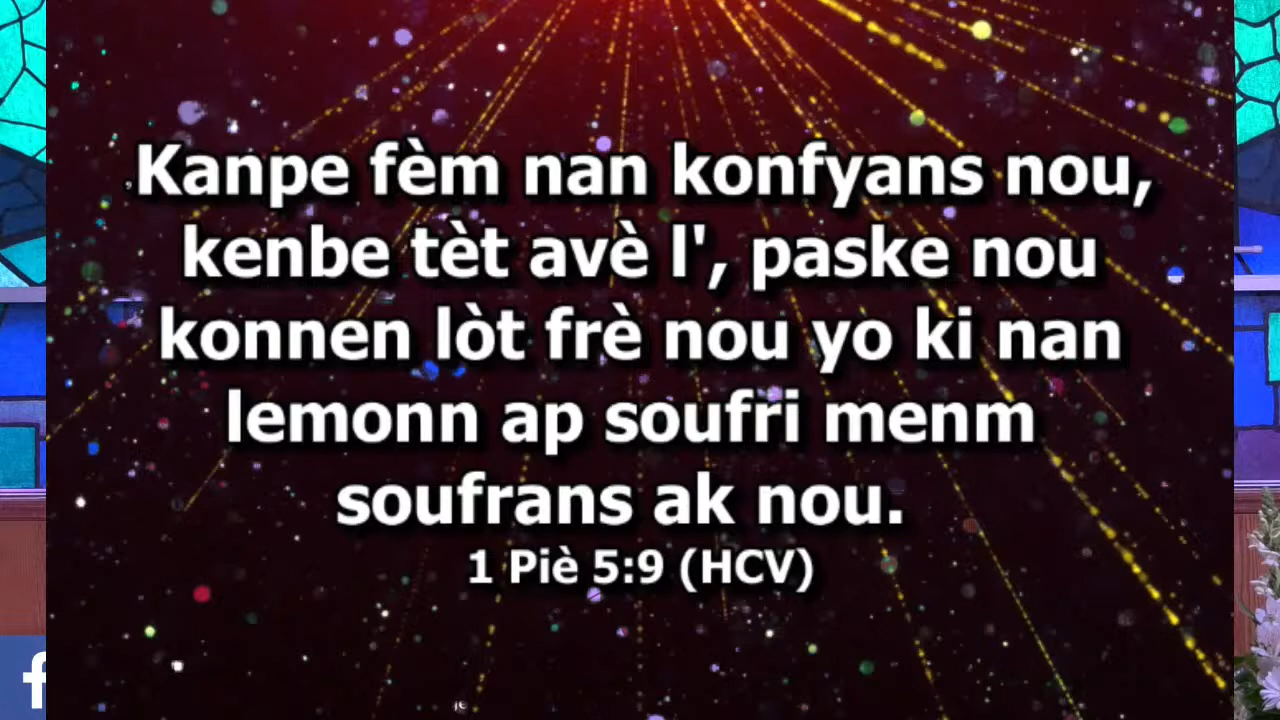 Kanpe fèm nan konfyans nou,
kenbe tèt avè l', paske nou
konnen lòt frè nou yo ki nan
lemonn ap soufri menm
soufrans ak nou.
1 Piè 5:9 (HCV)
f